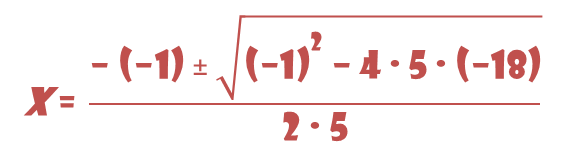 x = (-(-1) ± √((-1)² - 4 · 5 · (-18))) / (2 · 5)